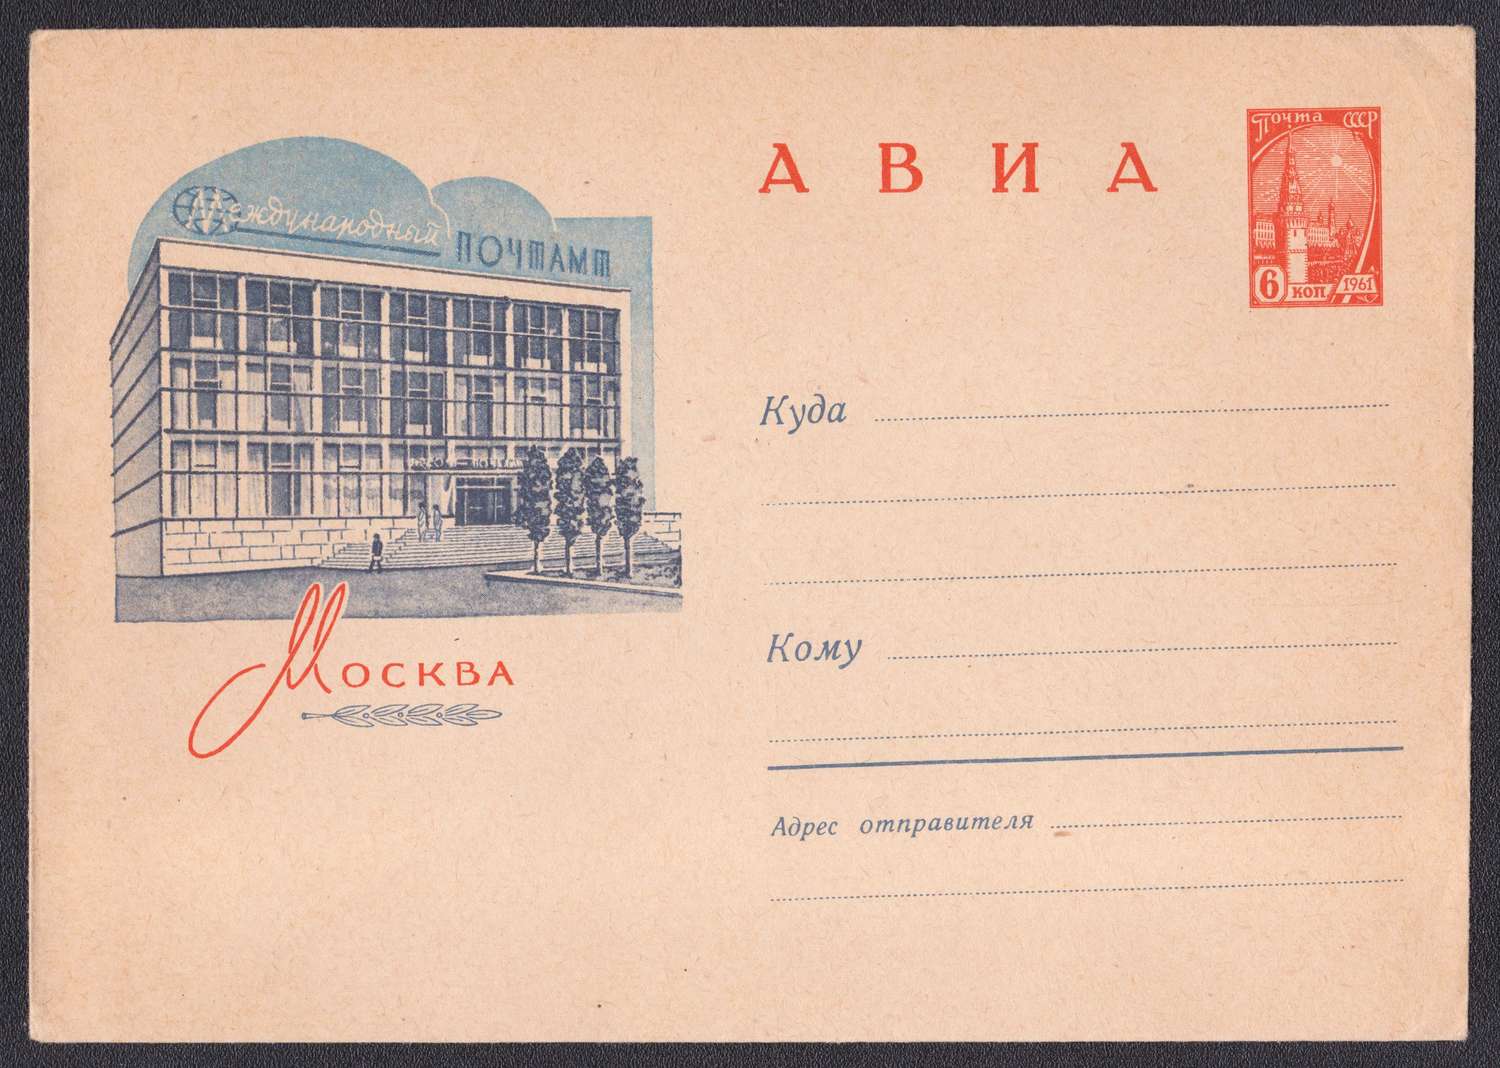 Международный ПОЧТАМТ
Москва
АВИА
Почта СССР
6 коп 1961
Куда
Кому
Адрес отправителя